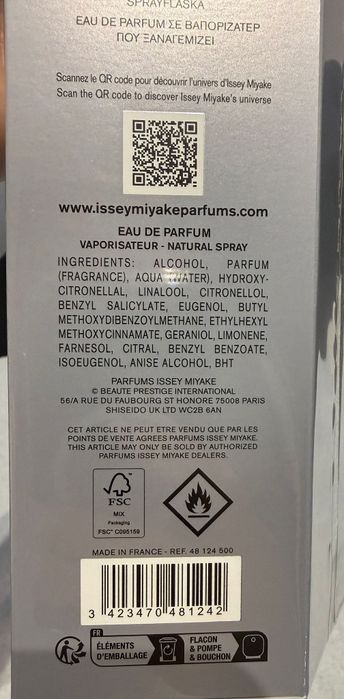 SPRAYFLASKA
EAU DE PARFUM ΣΕ ΒΑΠΟΡΙΖΑΤΕΡ
ΠΟΥ ΞΑΝΑΓΕΜΙΖΕΙ
Scannez le QR code pour découvrir l'univers d'Issey Miyake
Scan the QR code to discover Issey Miyake's universe
www.isseymiyakeparfums.com
EAU DE PARFUM
VAPORISATEUR - NATURAL SPRAY
INGREDIENTS: ALCOHOL, PARFUM
(FRAGRANCE), AQUA (WATER), HYDROXY-
CITRONELLAL, LINALOOL, CITRONELLOL,
BENZYL SALICYLATE, EUGENOL, BUTYL
METHOXYDIBENZOYLMETHANE, ETHYLHEXYL
METHOXYCINNAMATE, GERANIOL, LIMONENE,
FARNESOL, CITRAL, BENZYL BENZOATE,
ISOEUGENOL, ANISE ALCOHOL, BHT
PARFUMS ISSEY MIYAKE
© BEAUTE PRESTIGE INTERNATIONAL
56/A RUE DU FAUBOURG ST HONORE 75008 PARIS
SHISEIDO UK LTD WC2B 6AN
CET ARTICLE NE PEUT ETRE VENDU QUE PAR LES
POINTS DE VENTE AGREES PARFUMS ISSEY MIYAKE.
THIS ARTICLE MAY ONLY BE SOLD BY AUTHORIZED
PARFUMS ISSEY MIYAKE DEALERS.
FSC
MIX
Packaging
FSC® C095159
MADE IN FRANCE - REF. 48 124 500
3 423470 481242
FR
ÉLÉMENTS
D'EMBALLAGE
FLACON
& POMPE
& BOUCHON